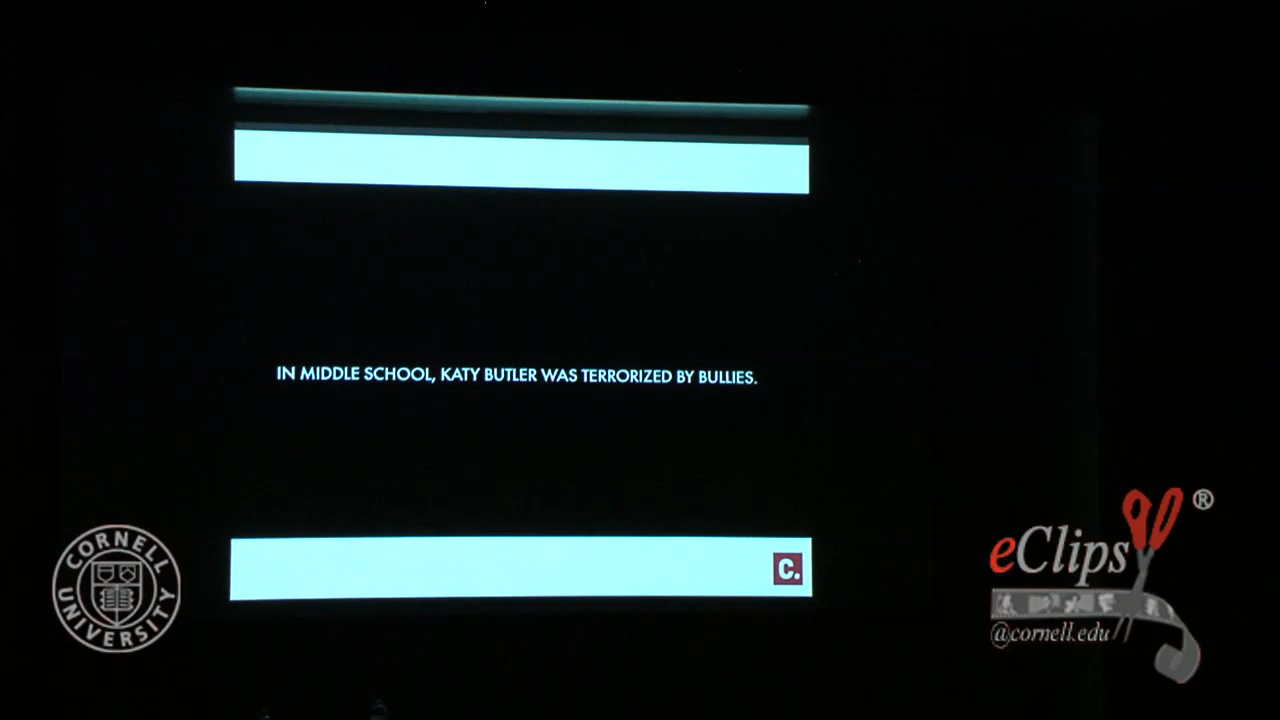 IN MIDDLE SCHOOL, KATY BUTLER WAS TERRORIZED BY BULLIES.
C.
CORNELL UNIVERSITY
eClips®
@cornell.edu